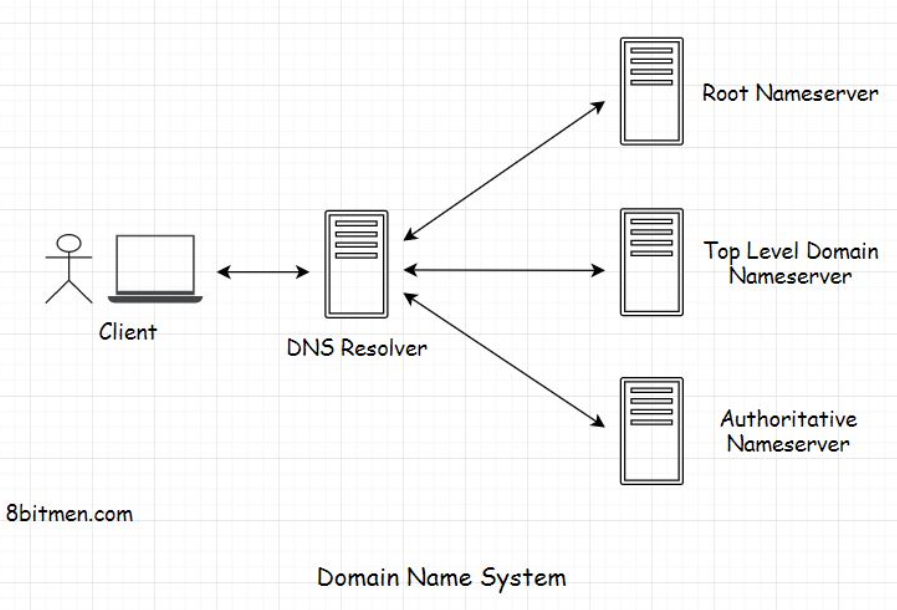 Root Nameserver
Top Level Domain
Nameserver
Client
DNS Resolver
Authoritative
Nameserver
8bitmen.com
Domain Name System